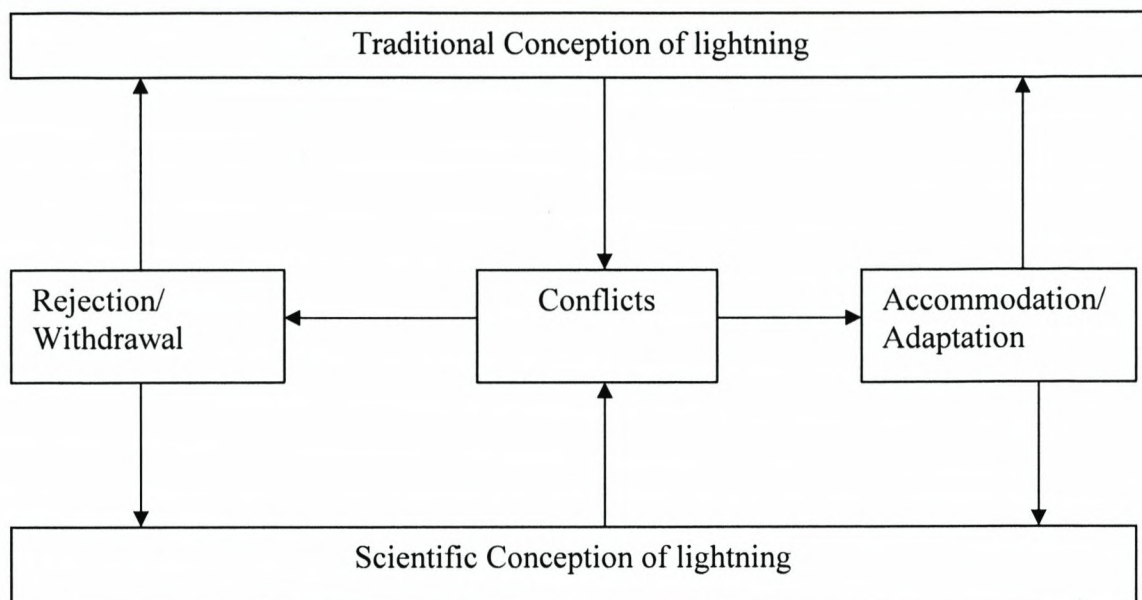 Traditional Conception of lightning
Rejection/
Withdrawal
Conflicts
Accommodation/
Adaptation
Scientific Conception of lightning